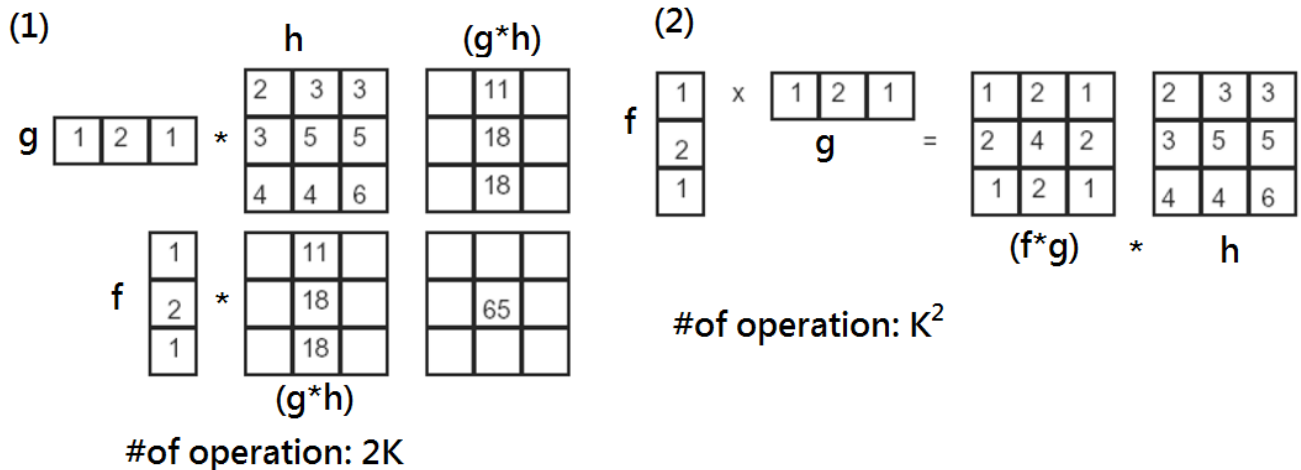 (1)
h (g*h)
2 3 3 11
g 1 2 1 * 3 5 5 18
4 4 6 18
1 11
f 2 * 18 65
1 18
(g*h)
#of operation: 2K
(2)
1 x 1 2 1 1 2 1 2 3 3
f 2 g = 2 4 2 3 5 5
1 1 2 1 4 4 6
(f*g) * h
#of operation: K²